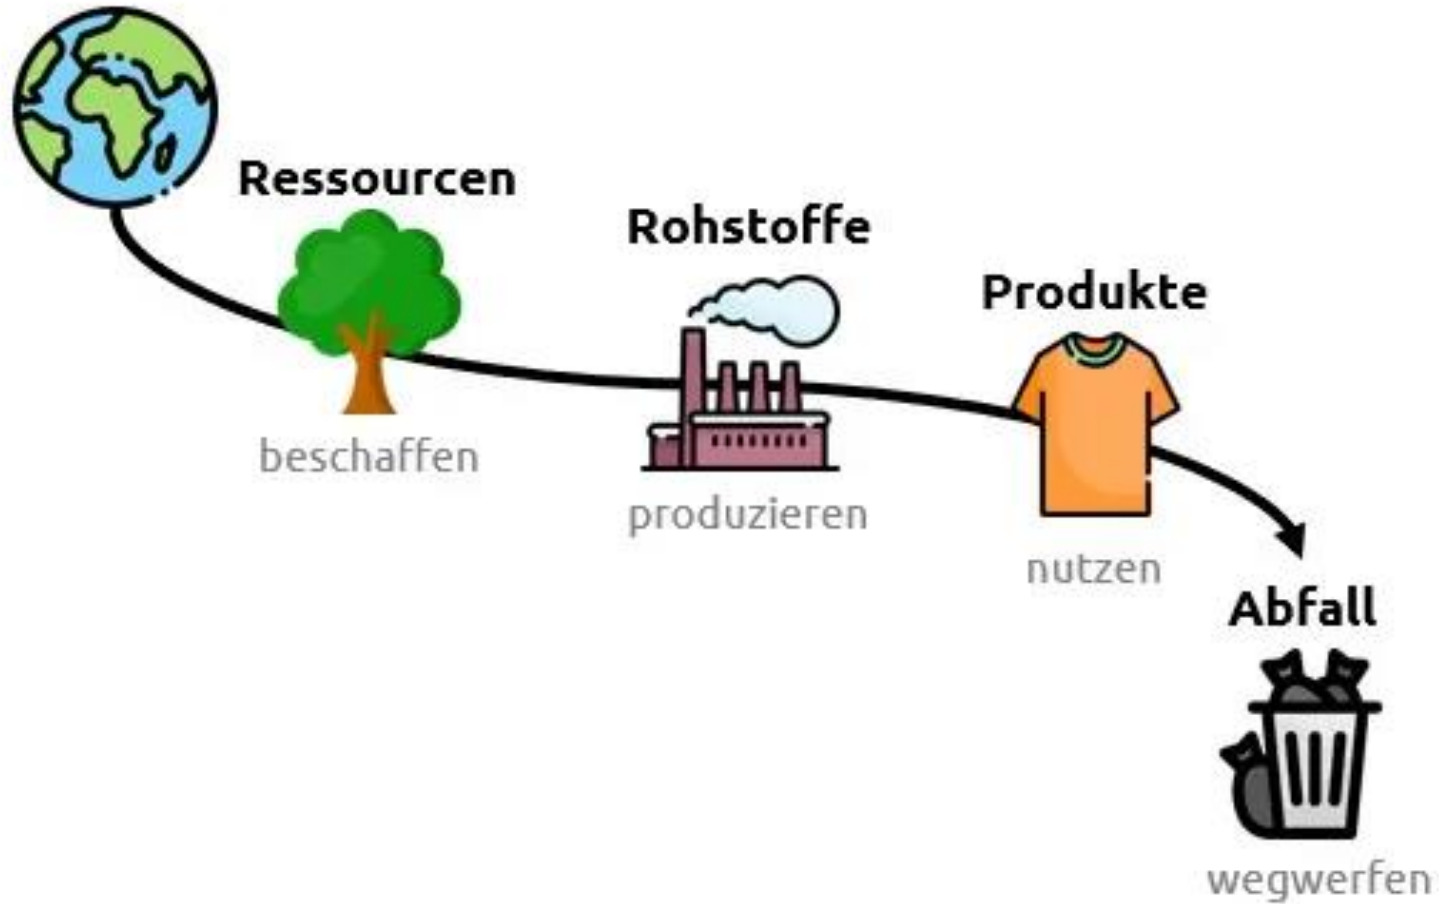 Ressourcen
beschaffen
Rohstoffe
produzieren
Produkte
nutzen
Abfall
wegwerfen